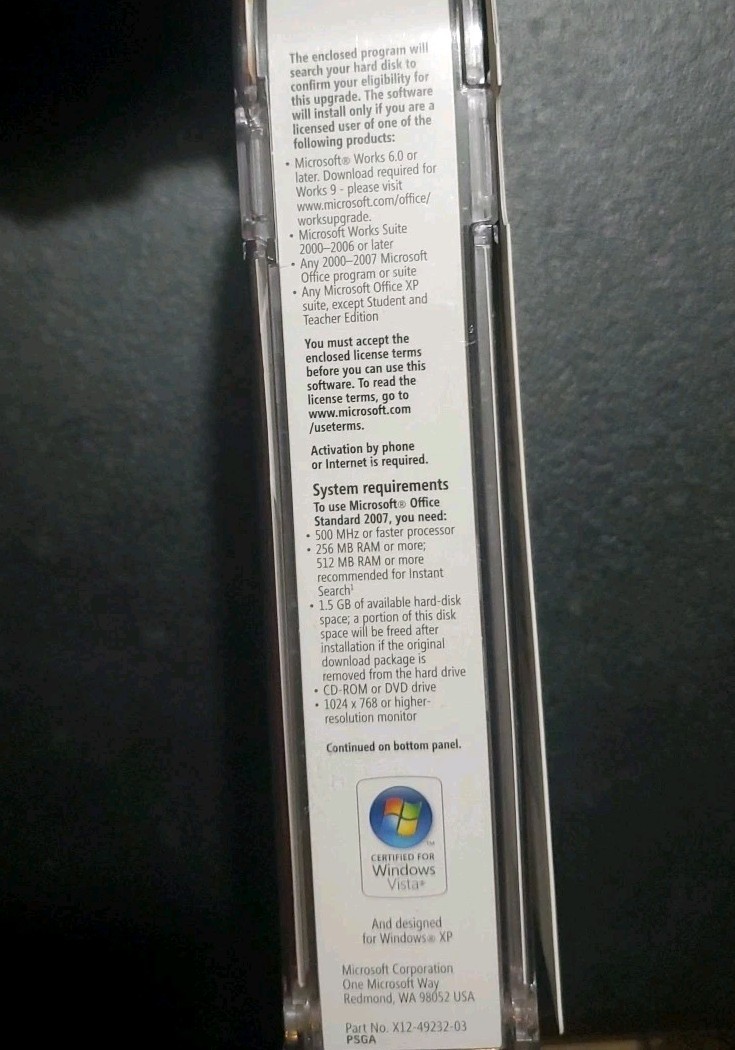 The enclosed program will
search your hard disk to
confirm your eligibility for
this upgrade. The software
will install only if you are a
licensed user of one of the
following products:
• Microsoft® Works 6.0 or
later. Download required for
Works 9 - please visit
www.microsoft.com/office/
worksupgrade.
• Microsoft Works Suite
2000–2006 or later
• Any 2000–2007 Microsoft
Office program or suite
• Any Microsoft Office XP
suite, except Student and
Teacher Edition
You must accept the
enclosed license terms
before you can use this
software. To read the
license terms, go to
www.microsoft.com
/useterms.
Activation by phone
or Internet is required.
System requirements
To use Microsoft® Office
Standard 2007, you need:
• 500 MHz or faster processor
• 256 MB RAM or more;
512 MB RAM or more
recommended for Instant
Search¹
• 1.5 GB of available hard-disk
space; a portion of this disk
space will be freed after
installation if the original
download package is
removed from the hard drive
• CD-ROM or DVD drive
• 1024 x 768 or higher-
resolution monitor
Continued on bottom panel.
TM
CERTIFIED FOR
Windows
Vista®
And designed
for Windows® XP
Microsoft Corporation
One Microsoft Way
Redmond, WA 98052 USA
Part No. X12-49232-03
PSGA